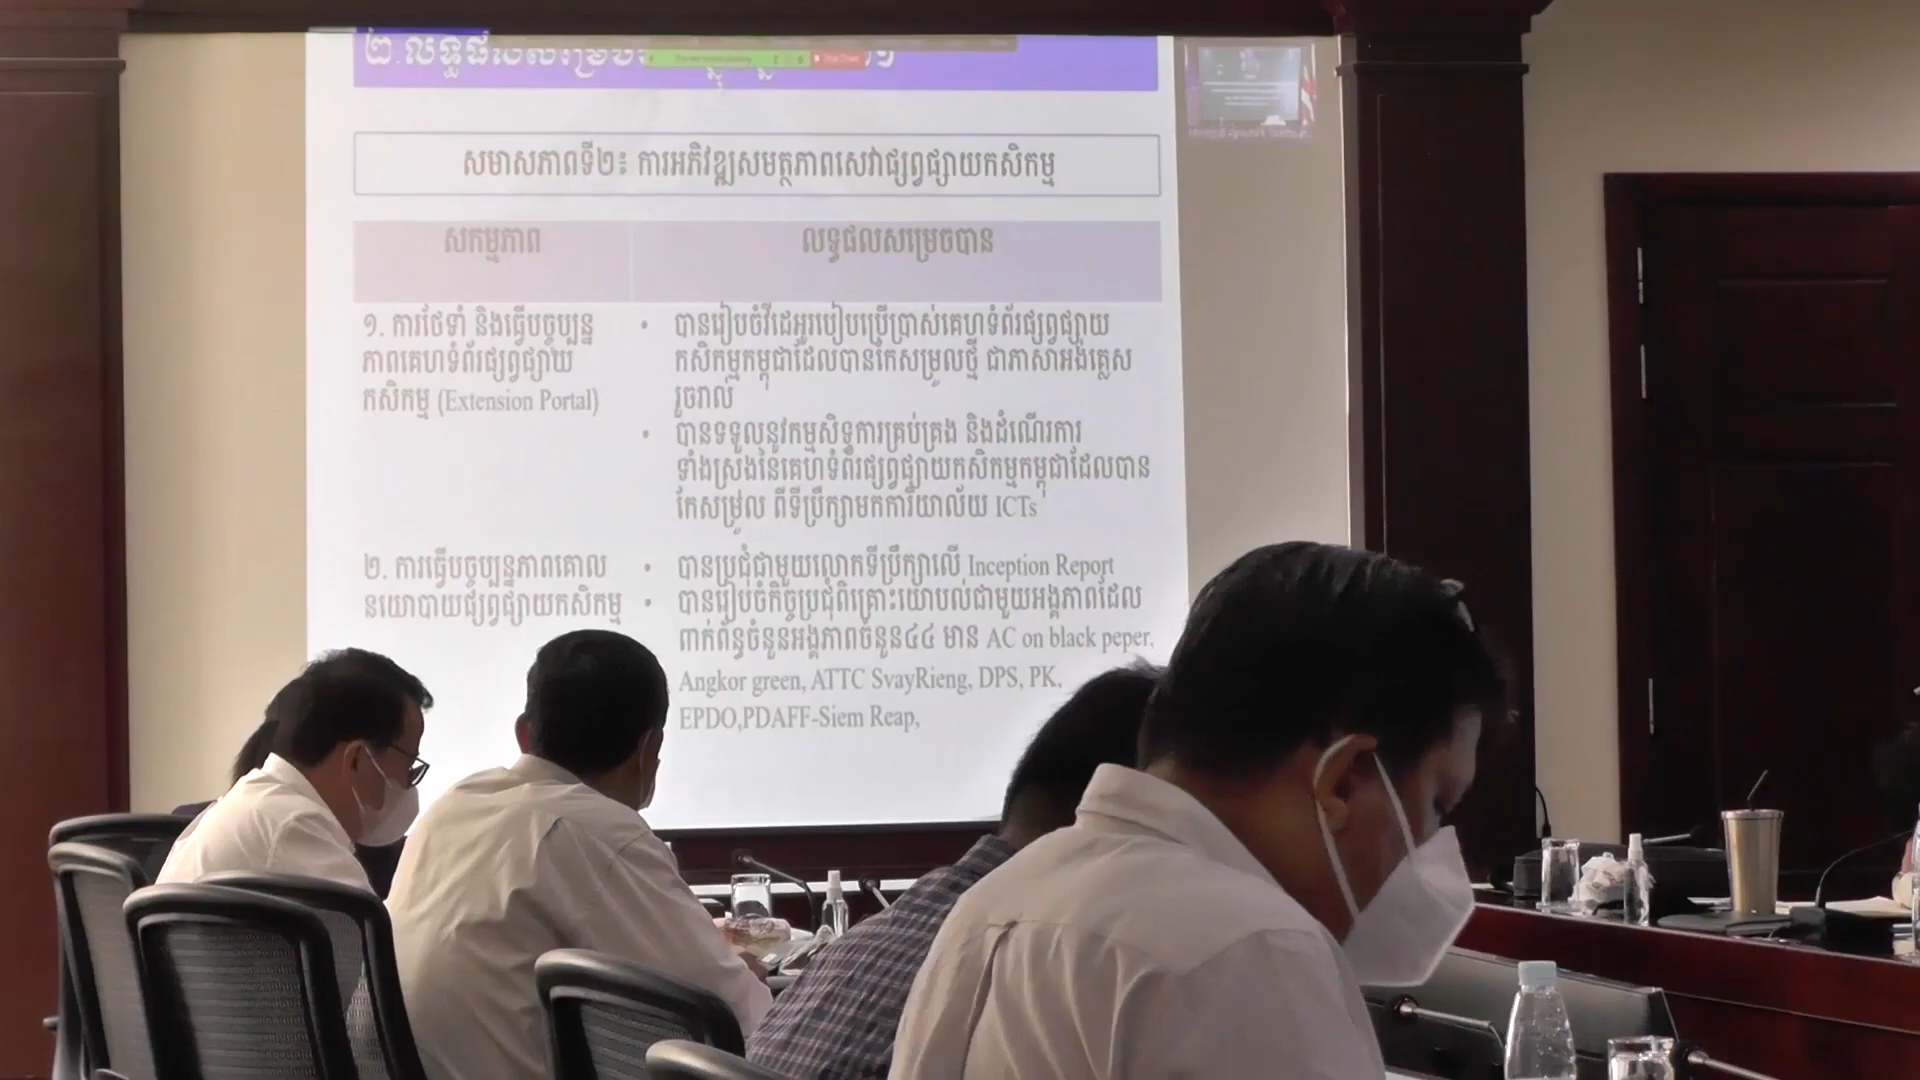 សមាសភាពទី២៖ ការអភិវឌ្ឍសមត្ថភាពសេវាផ្សព្វផ្សាយកសិកម្ម
សកម្មភាព
លទ្ធផលសម្រេចបាន
១. ការថែទាំ និងធ្វើបច្ចុប្បន្ន
ភាពគេហទំព័រផ្សព្វផ្សាយ
កសិកម្ម (Extension Portal)
• បានរៀបចំវីដេអូរបៀបប្រើប្រាស់គេហទំព័រផ្សព្វផ្សាយ
កសិកម្មកម្ពុជាដែលបានកែសម្រួលថ្មី ជាភាសាអង់គ្លេស
រួចរាល់
• បានទទួលនូវកម្មសិទ្ធការគ្រប់គ្រង និងដំណើរការ
ទាំងស្រុងនៃគេហទំព័រផ្សព្វផ្សាយកសិកម្មកម្ពុជាដែលបាន
កែសម្រួល ពីទីប្រឹក្សាមកការិយាល័យ ICTs
២. ការធ្វើបច្ចុប្បន្នភាពគោល
នយោបាយផ្សព្វផ្សាយកសិកម្ម
• បានប្រជុំជាមួយលោកទីប្រឹក្សាលើ Inception Report
• បានរៀបចំកិច្ចប្រជុំពិគ្រោះយោបល់ជាមួយអង្គភាពដែល
ពាក់ព័ន្ធចំនួនអង្គភាពចំនួន៤៤ មាន AC on black peper,
Angkor green, ATTC SvayRieng, DPS, PK,
EPDO,PDAFF-Siem Reap,